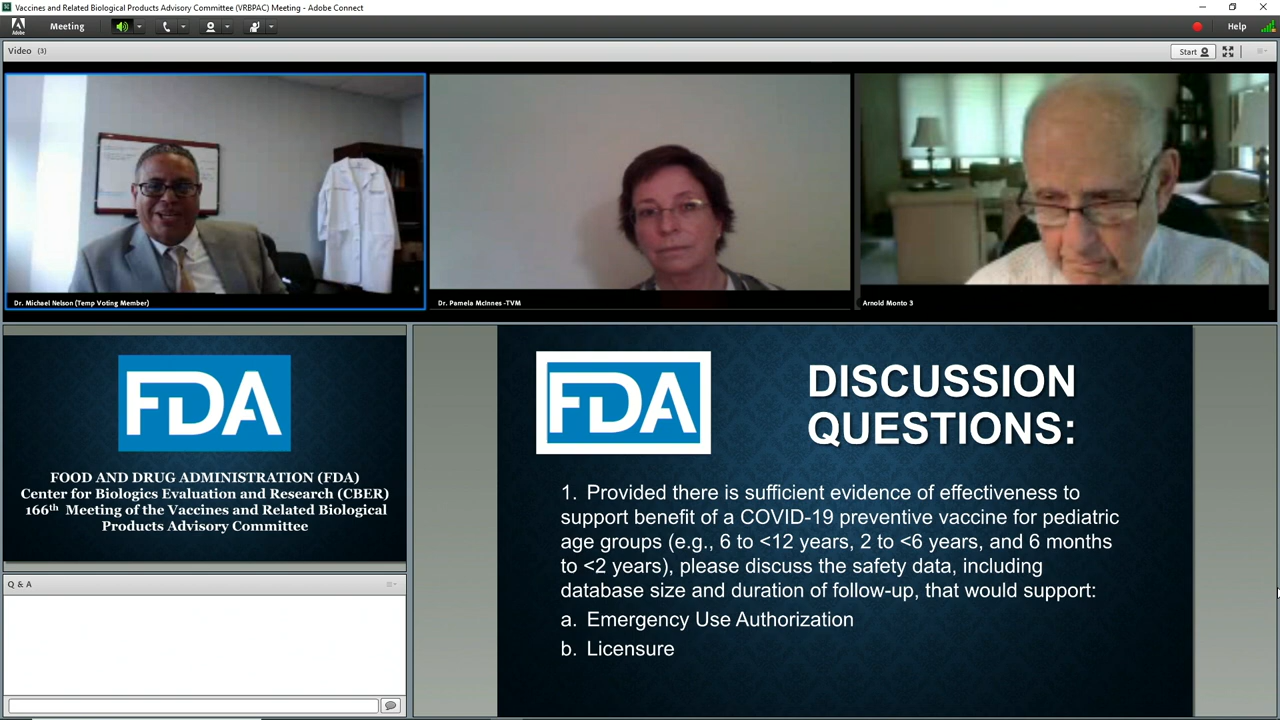 Vaccines and Related Biological Products Advisory Committee (VRBPAC) Meeting - Adobe Connect
Adobe
Meeting
Help
Video (3)
Start
Dr. Michael Nelson (Temp Voting Member)
Dr. Pamela McInnes -TVM
Arnold Monto 3
FDA
FOOD AND DRUG ADMINISTRATION (FDA)
Center for Biologics Evaluation and Research (CBER)
166th Meeting of the Vaccines and Related Biological
Products Advisory Committee
Q & A
FDA
DISCUSSION
QUESTIONS:
1. Provided there is sufficient evidence of effectiveness to
support benefit of a COVID-19 preventive vaccine for pediatric
age groups (e.g., 6 to <12 years, 2 to <6 years, and 6 months
to <2 years), please discuss the safety data, including
database size and duration of follow-up, that would support:
a. Emergency Use Authorization
b. Licensure